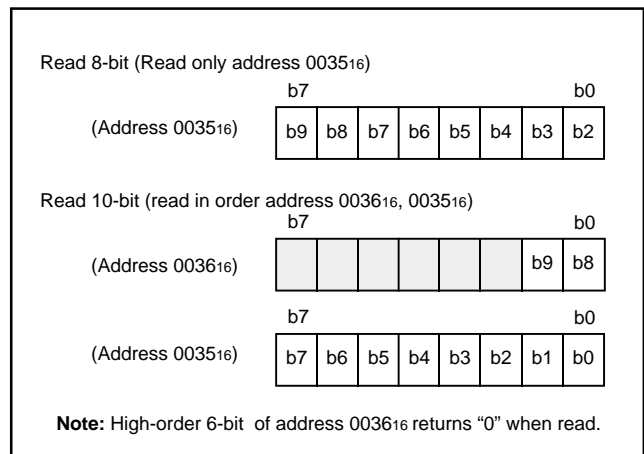 Read 8-bit (Read only address 003516)
b7 b0
(Address 003516) b9 b8 b7 b6 b5 b4 b3 b2
Read 10-bit (read in order address 003616, 003516)
b7 b0
(Address 003616) b9 b8
b7 b0
(Address 003516) b7 b6 b5 b4 b3 b2 b1 b0
Note: High-order 6-bit of address 003616 returns “0” when read.